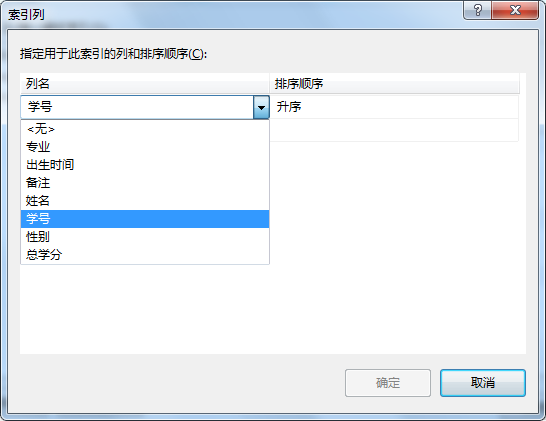 索引列
?
指定用于此索引的列和排序顺序(C):
列名 排序顺序
学号 升序
<无>
专业
出生时间
备注
姓名
学号
性别
总学分
确定 取消